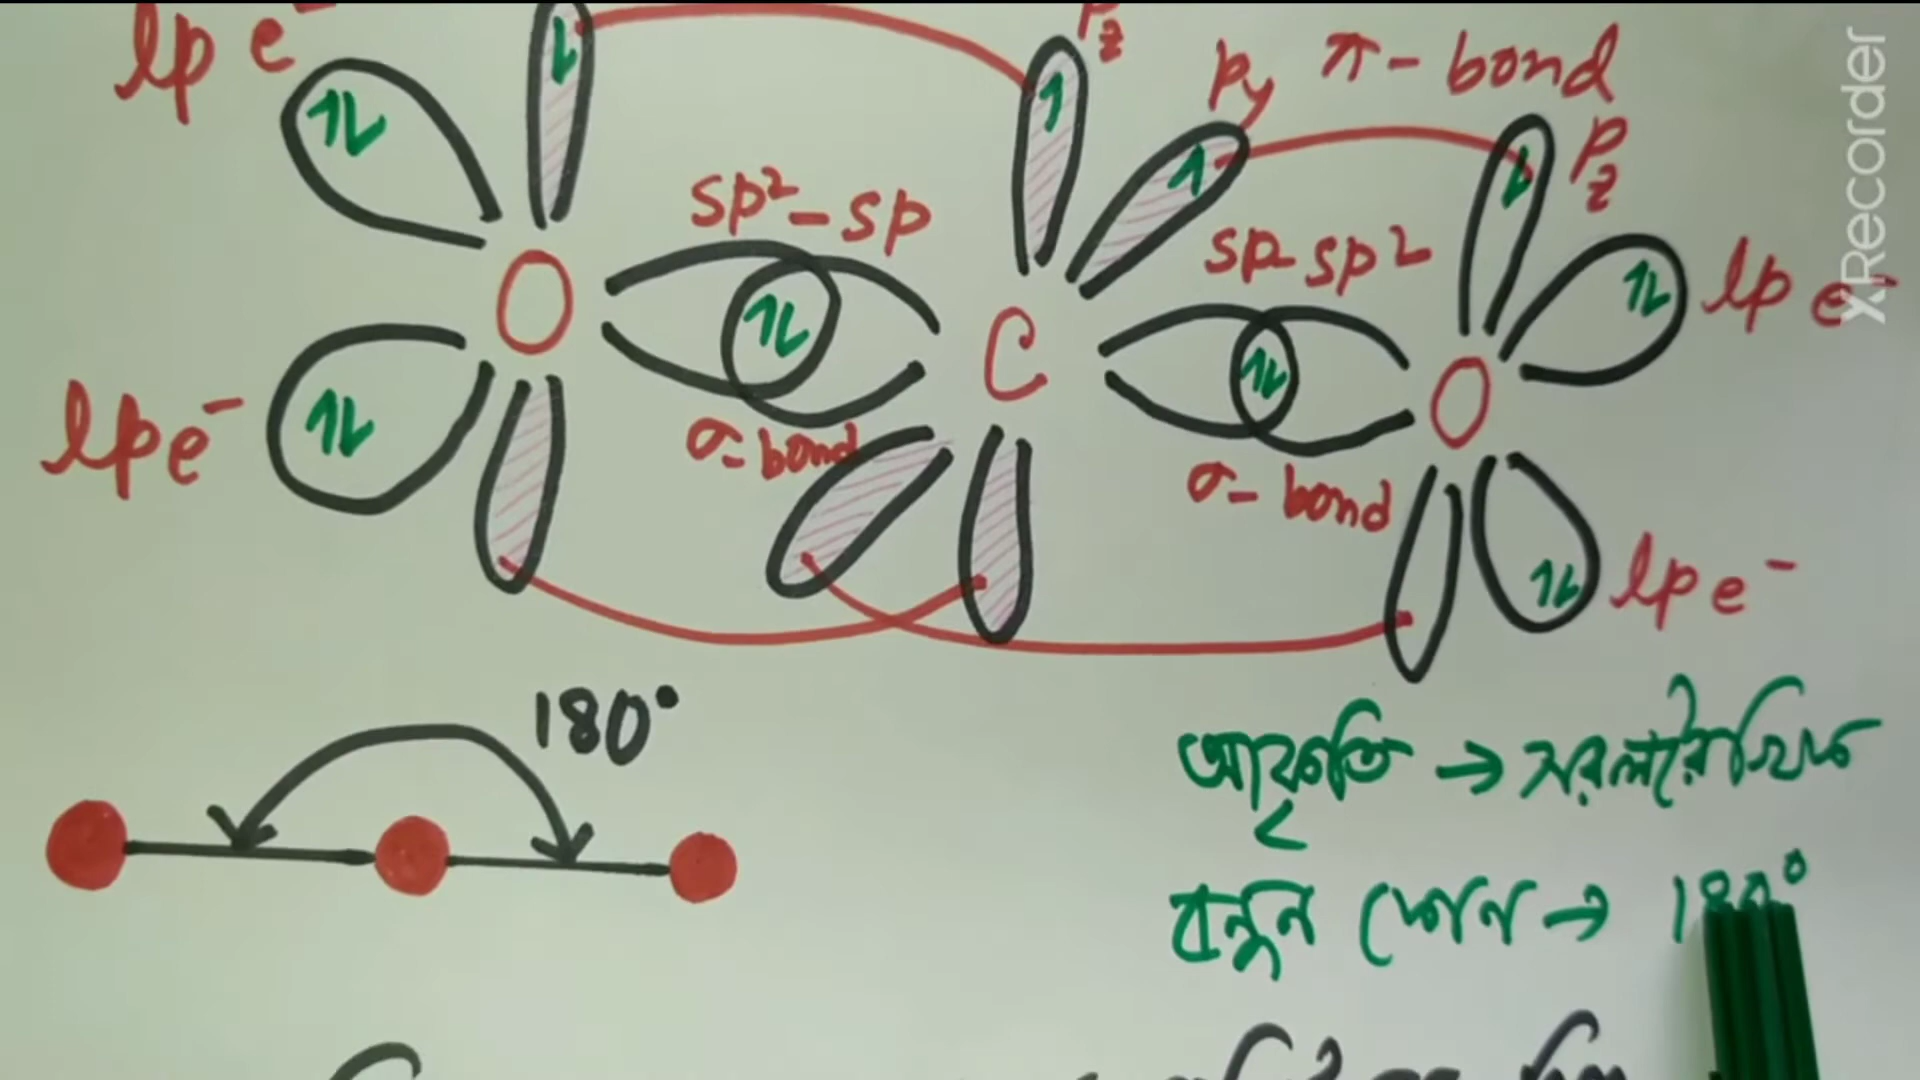 lp e⁻
Pz
Py
π- bond
Pz
sp²-sp
sp-sp²
O
C
O
lp e⁻
lp e⁻
σ- bond
σ- bond
lp e⁻
180°
আকৃতি → সরলরৈখিক
বন্ধন কোন → 180°
XRecorder